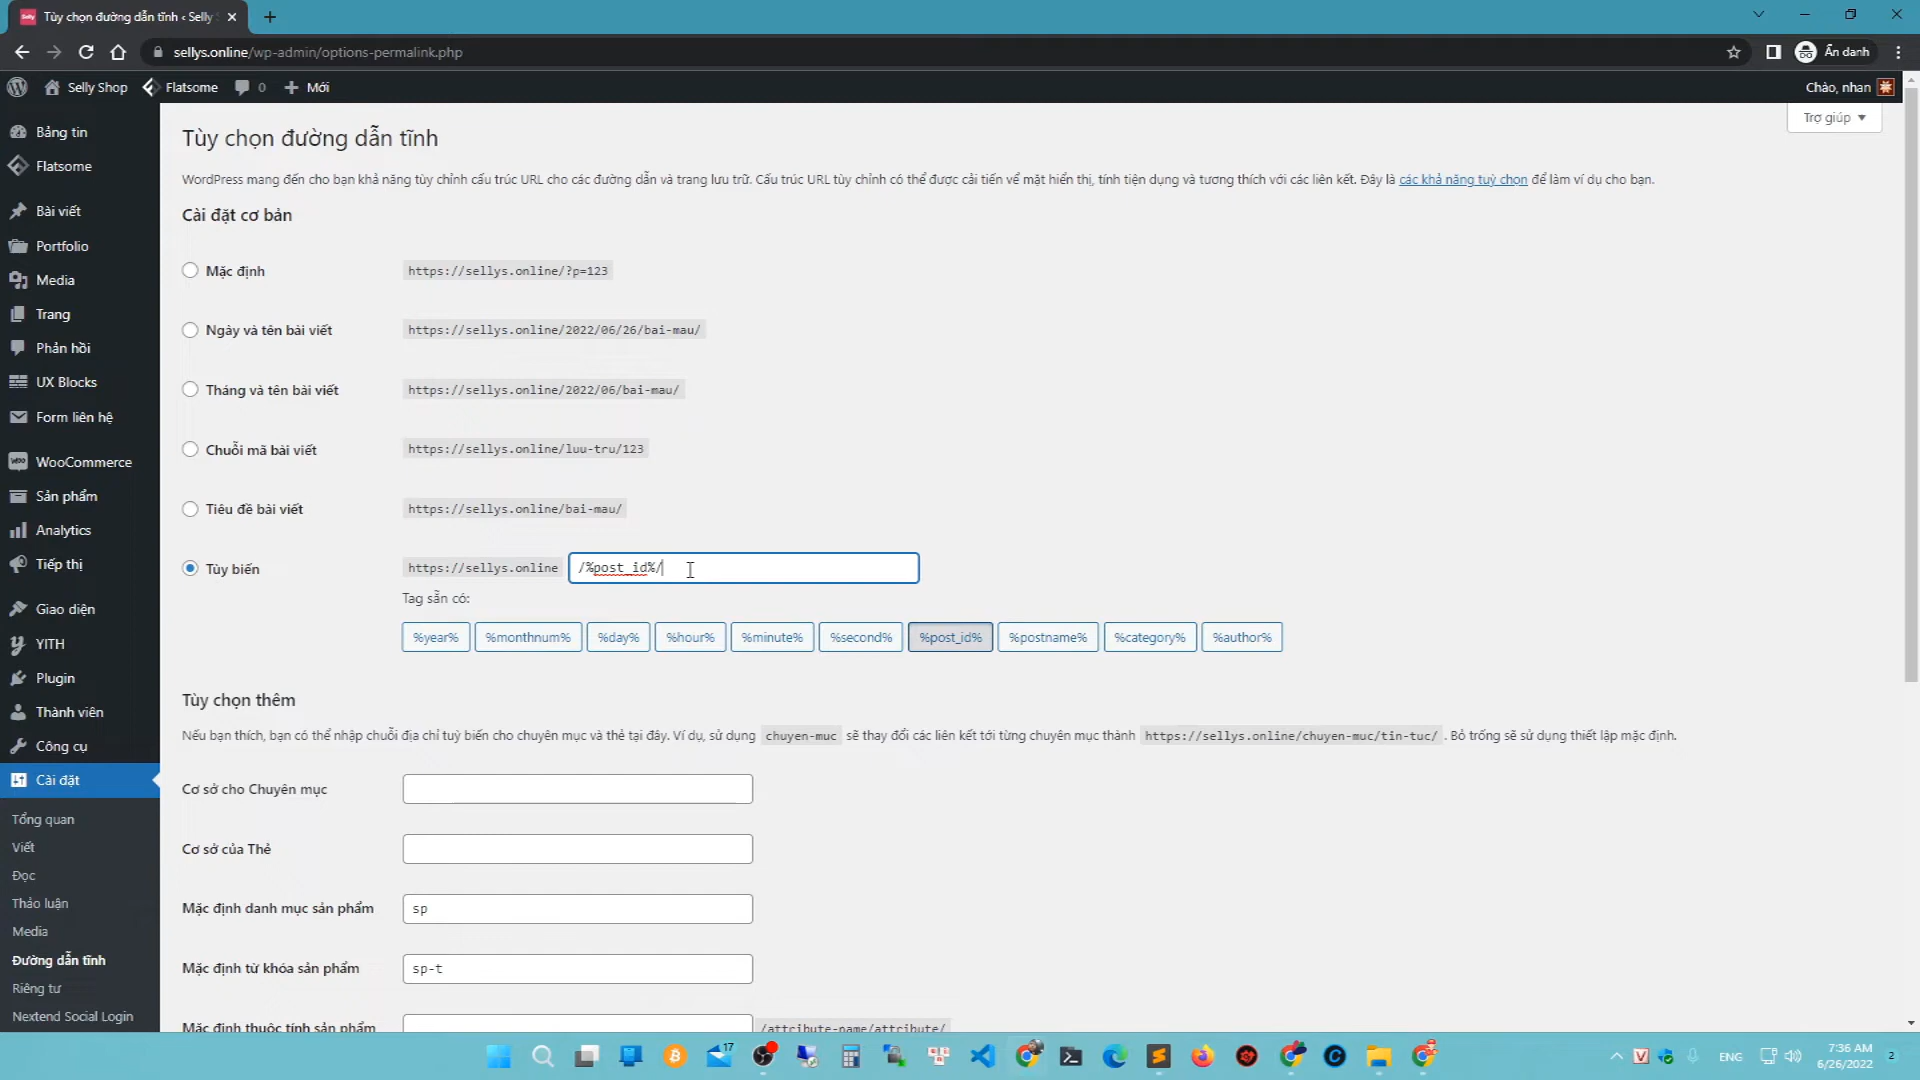 Tùy chọn đường dẫn tĩnh ‹ Selly
sellys.online/wp-admin/options-permalink.php
Ẩn danh
Selly Shop
Flatsome
0
Mới
Chào, nhan
Bảng tin
Flatsome
Bài viết
Portfolio
Media
Trang
Phản hồi
UX Blocks
Form liên hệ
WooCommerce
Sản phẩm
Analytics
Tiếp thị
Giao diện
YITH
Plugin
Thành viên
Công cụ
Cài đặt
Tổng quan
Viết
Đọc
Thảo luận
Media
Đường dẫn tĩnh
Riêng tư
Nextend Social Login
Trợ giúp
Tùy chọn đường dẫn tĩnh
WordPress mang đến cho bạn khả năng tùy chỉnh cấu trúc URL cho các đường dẫn và trang lưu trữ. Cấu trúc URL tùy chỉnh có thể được cải tiến về mặt hiển thị, tính tiện dụng và tương thích với các liên kết. Đây là các khả năng tuỳ chọn để làm ví dụ cho bạn.
Cài đặt cơ bản
Mặc định https://sellys.online/?p=123
Ngày và tên bài viết https://sellys.online/2022/06/26/bai-mau/
Tháng và tên bài viết https://sellys.online/2022/06/bai-mau/
Chuỗi mã bài viết https://sellys.online/luu-tru/123
Tiêu đề bài viết https://sellys.online/bai-mau/
Tùy biến https://sellys.online /%post_id%/
Tag sẵn có:
%year% %monthnum% %day% %hour% %minute% %second% %post_id% %postname% %category% %author%
Tùy chọn thêm
Nếu bạn thích, bạn có thể nhập chuỗi địa chỉ tuỳ biến cho chuyên mục và thẻ tại đây. Ví dụ, sử dụng chuyen-muc sẽ thay đổi các liên kết tới từng chuyên mục thành https://sellys.online/chuyen-muc/tin-tuc/ . Bỏ trống sẽ sử dụng thiết lập mặc định.
Cơ sở cho Chuyên mục
Cơ sở của Thẻ
Mặc định danh mục sản phẩm sp
Mặc định từ khóa sản phẩm sp-t
Mặc định thuộc tính sản phẩm /attribute-name/attribute/
17
ENG
7:36 AM
6/26/2022
2